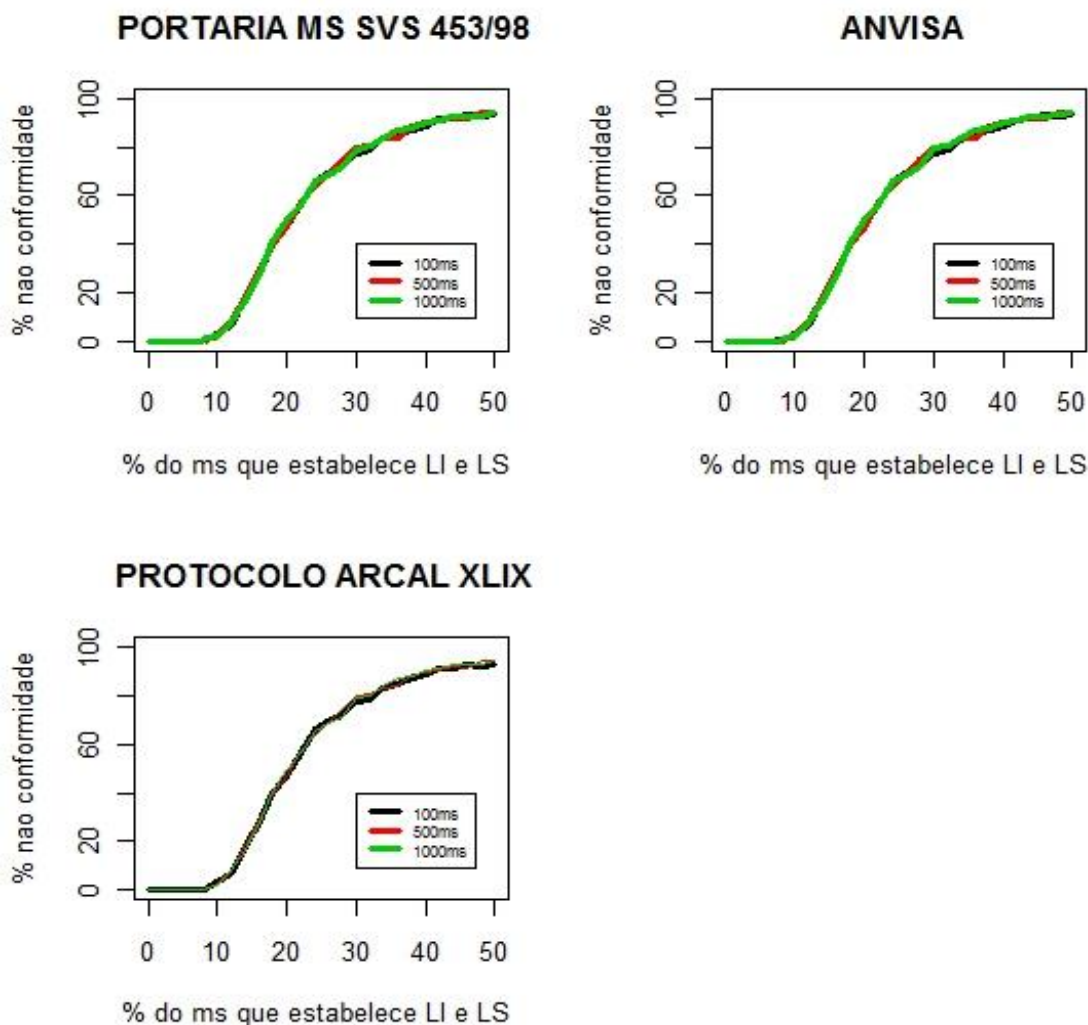 PORTARIA MS SVS 453/98
% nao conformidade
100
60
20
0
100ms
500ms
1000ms
0 10 20 30 40 50
% do ms que estabelece LI e LS
ANVISA
% nao conformidade
100
60
20
0
100ms
500ms
1000ms
0 10 20 30 40 50
% do ms que estabelece LI e LS
PROTOCOLO ARCAL XLIX
% nao conformidade
100
60
20
0
100ms
500ms
1000ms
0 10 20 30 40 50
% do ms que estabelece LI e LS